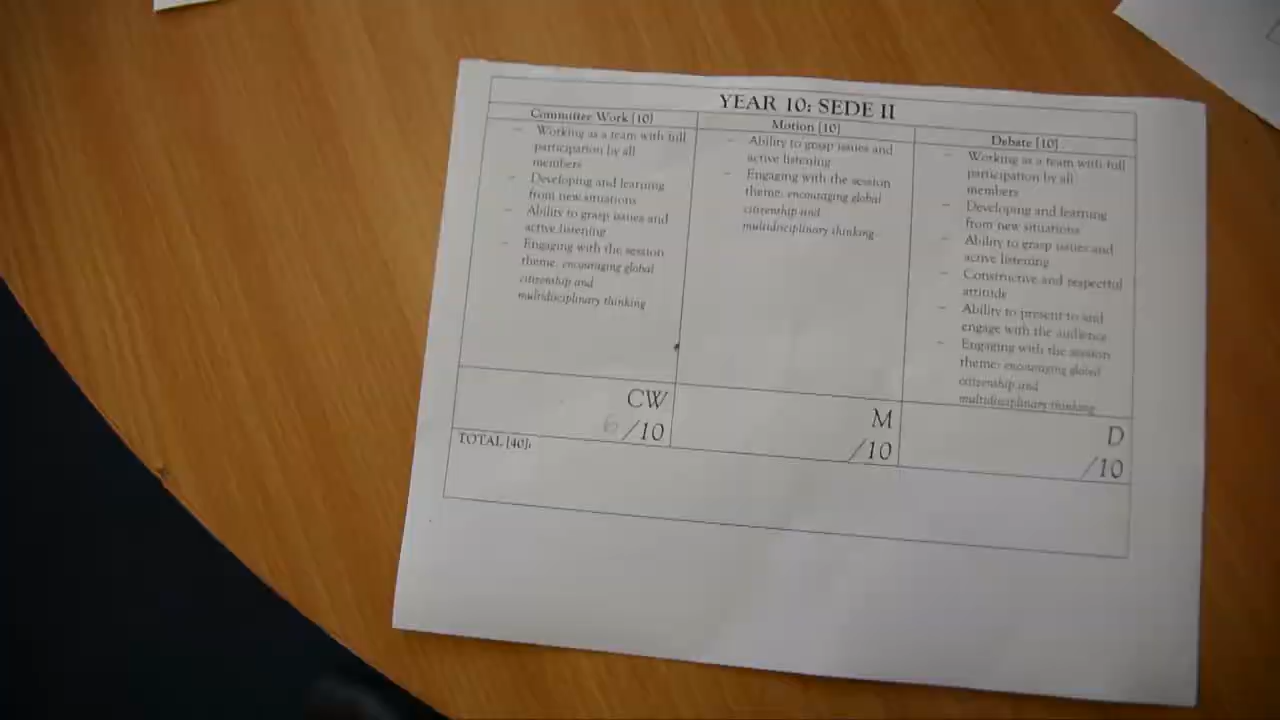 YEAR 10: SEDE II
Committee Work [10]
- Working as a team with full
participation by all
members
- Developing and learning
from new situations
- Ability to grasp issues and
active listening
- Engaging with the session
theme: encouraging global
citizenship and
multidisciplinary thinking
CW
6/10
Motion [10]
- Ability to grasp issues and
active listening
- Engaging with the session
theme: encouraging global
citizenship and
multidisciplinary thinking
M
/10
Debate [10]
- Working as a team with full
participation by all
members
- Developing and learning
from new situations
- Ability to grasp issues and
active listening
- Constructive and respectful
attitude
- Ability to present to and
engage with the audience
- Engaging with the session
theme: encouraging global
citizenship and
multidisciplinary thinking
D
/10
TOTAL [40]: